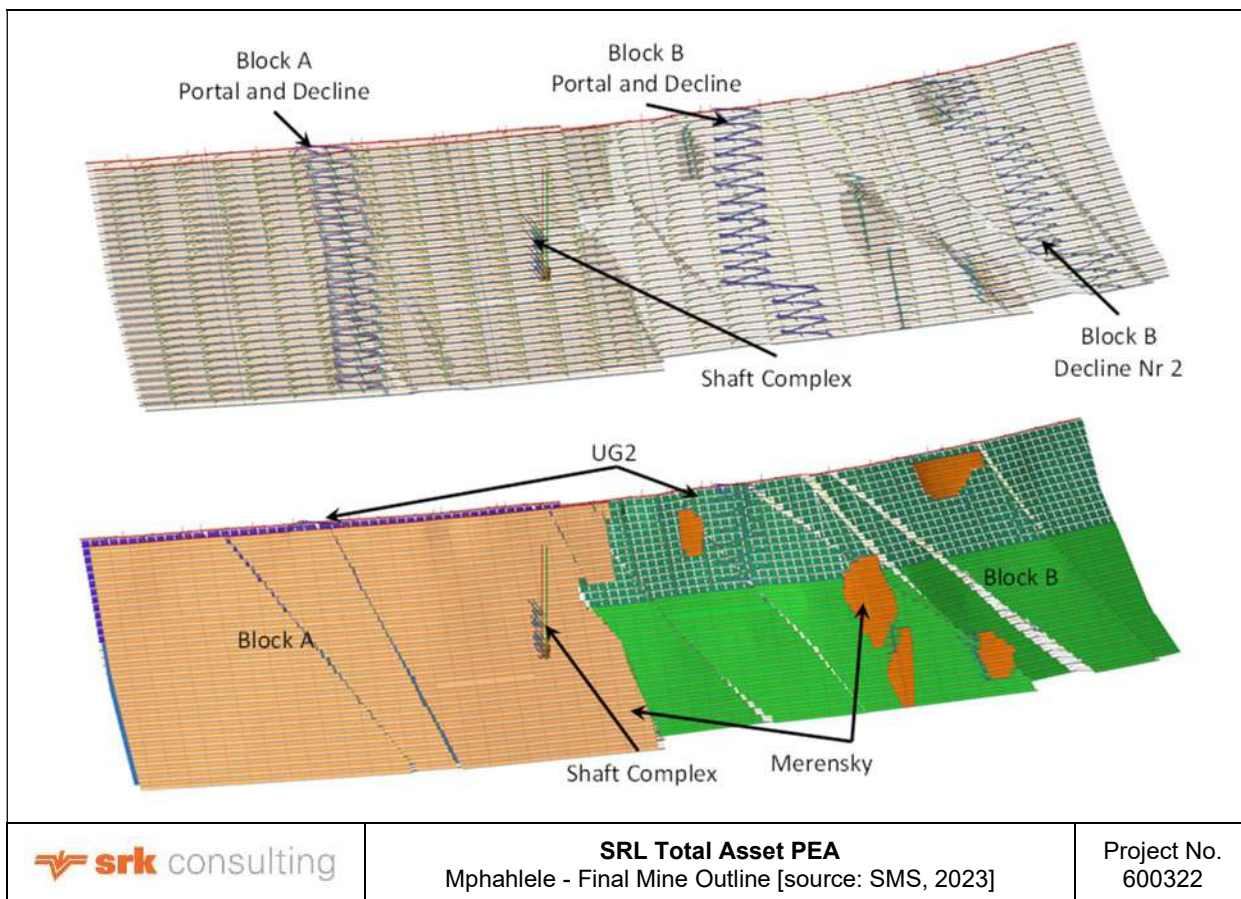 Block A
Portal and Decline
Block B
Portal and Decline
Shaft Complex
Block B
Decline Nr 2
UG2
Block A
Block B
Shaft Complex
Merensky
srk consulting
SRL Total Asset PEA
Mphahlele - Final Mine Outline [source: SMS, 2023]
Project No.
600322